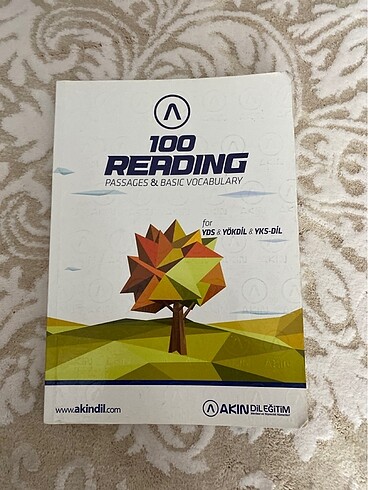 100
READING
PASSAGES & BASIC VOCABULARY
for
YDS & YÖKDİL & YKS-DİL
www.akindil.com
AKIN DİL EĞİTİM